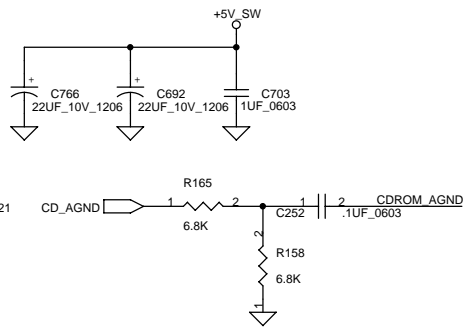 +5V_SW
+
+
C766
C692
C703
22UF_10V_1206
22UF_10V_1206
1UF_0603
R165
21
CD_AGND
1
2
1
2
CDROM_AGND
C252
.1UF_0603
6.8K
2
R158
6.8K
1